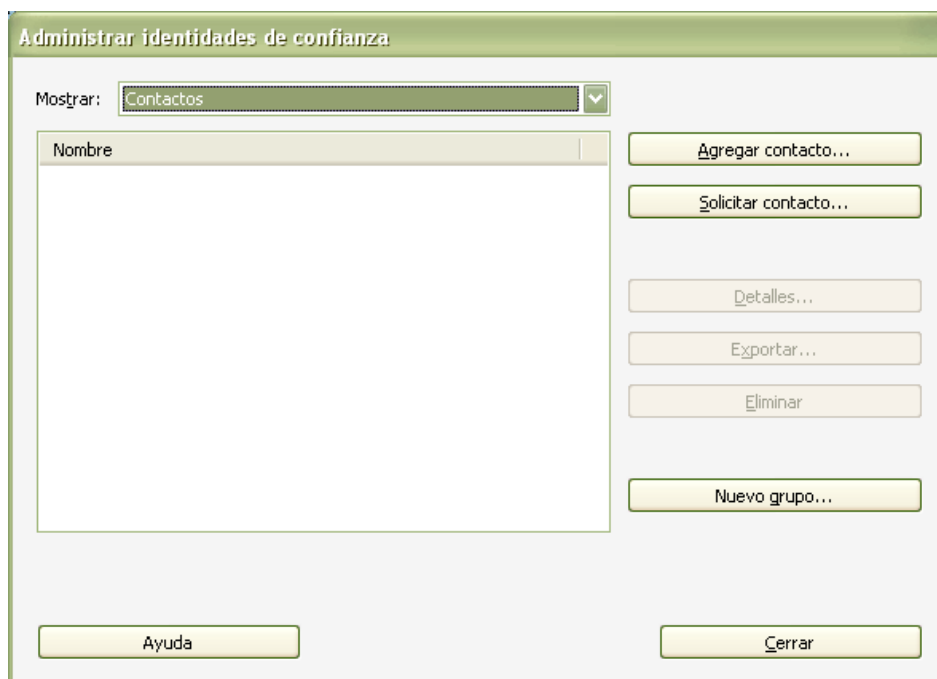 Administrar identidades de confianza
Mostrar: Contactos
Nombre
Agregar contacto...
Solicitar contacto...
Detalles...
Exportar...
Eliminar
Nuevo grupo...
Ayuda
Cerrar